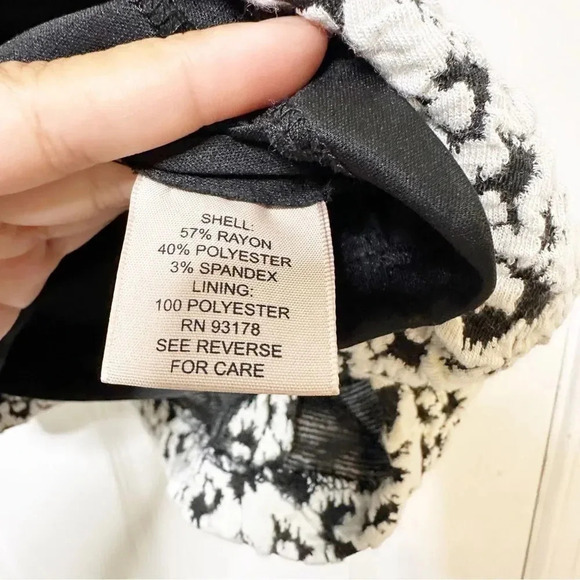 SHELL:
57% RAYON
40% POLYESTER
3% SPANDEX
LINING:
100 POLYESTER
RN 93178
SEE REVERSE
FOR CARE